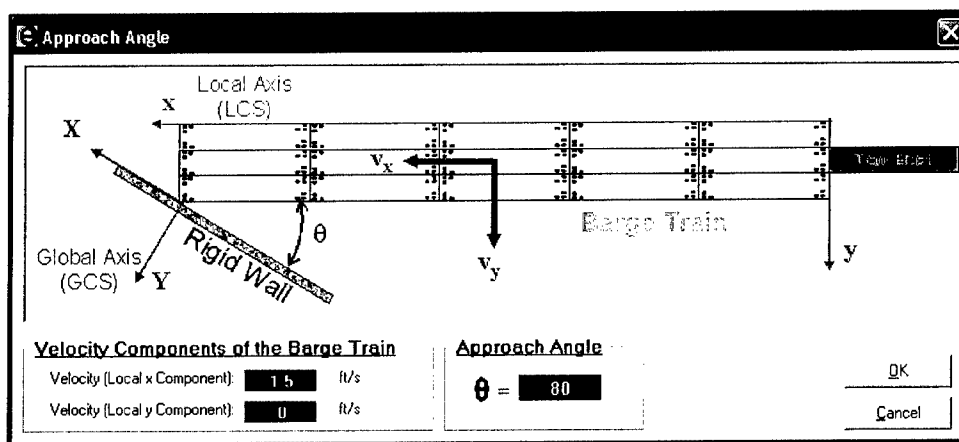 Approach Angle
Local Axis
(LCS)
x
X
v_x
Tow Boat
θ
Barge Train
Rigid Wall
Global Axis
(GCS)
Y
v_y
y
Velocity Components of the Barge Train
Velocity (Local x Component): 1.5 ft/s
Velocity (Local y Component): 0 ft/s
Approach Angle
θ = 80
OK
Cancel